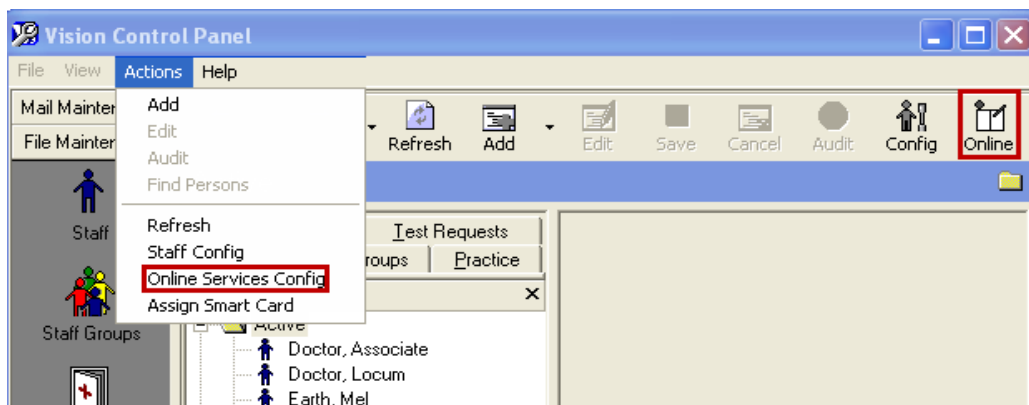 Vision Control Panel
File View Actions Help
Mail Mainter
File Mainter
Add
Edit
Audit
Find Persons
Refresh
Staff Config
Online Services Config
Assign Smart Card
Refresh Add Edit Save Cancel Audit Config Online
Staff
Staff Groups
Test Requests
roups Practice
Active
Doctor, Associate
Doctor, Locum
Earth, Mel